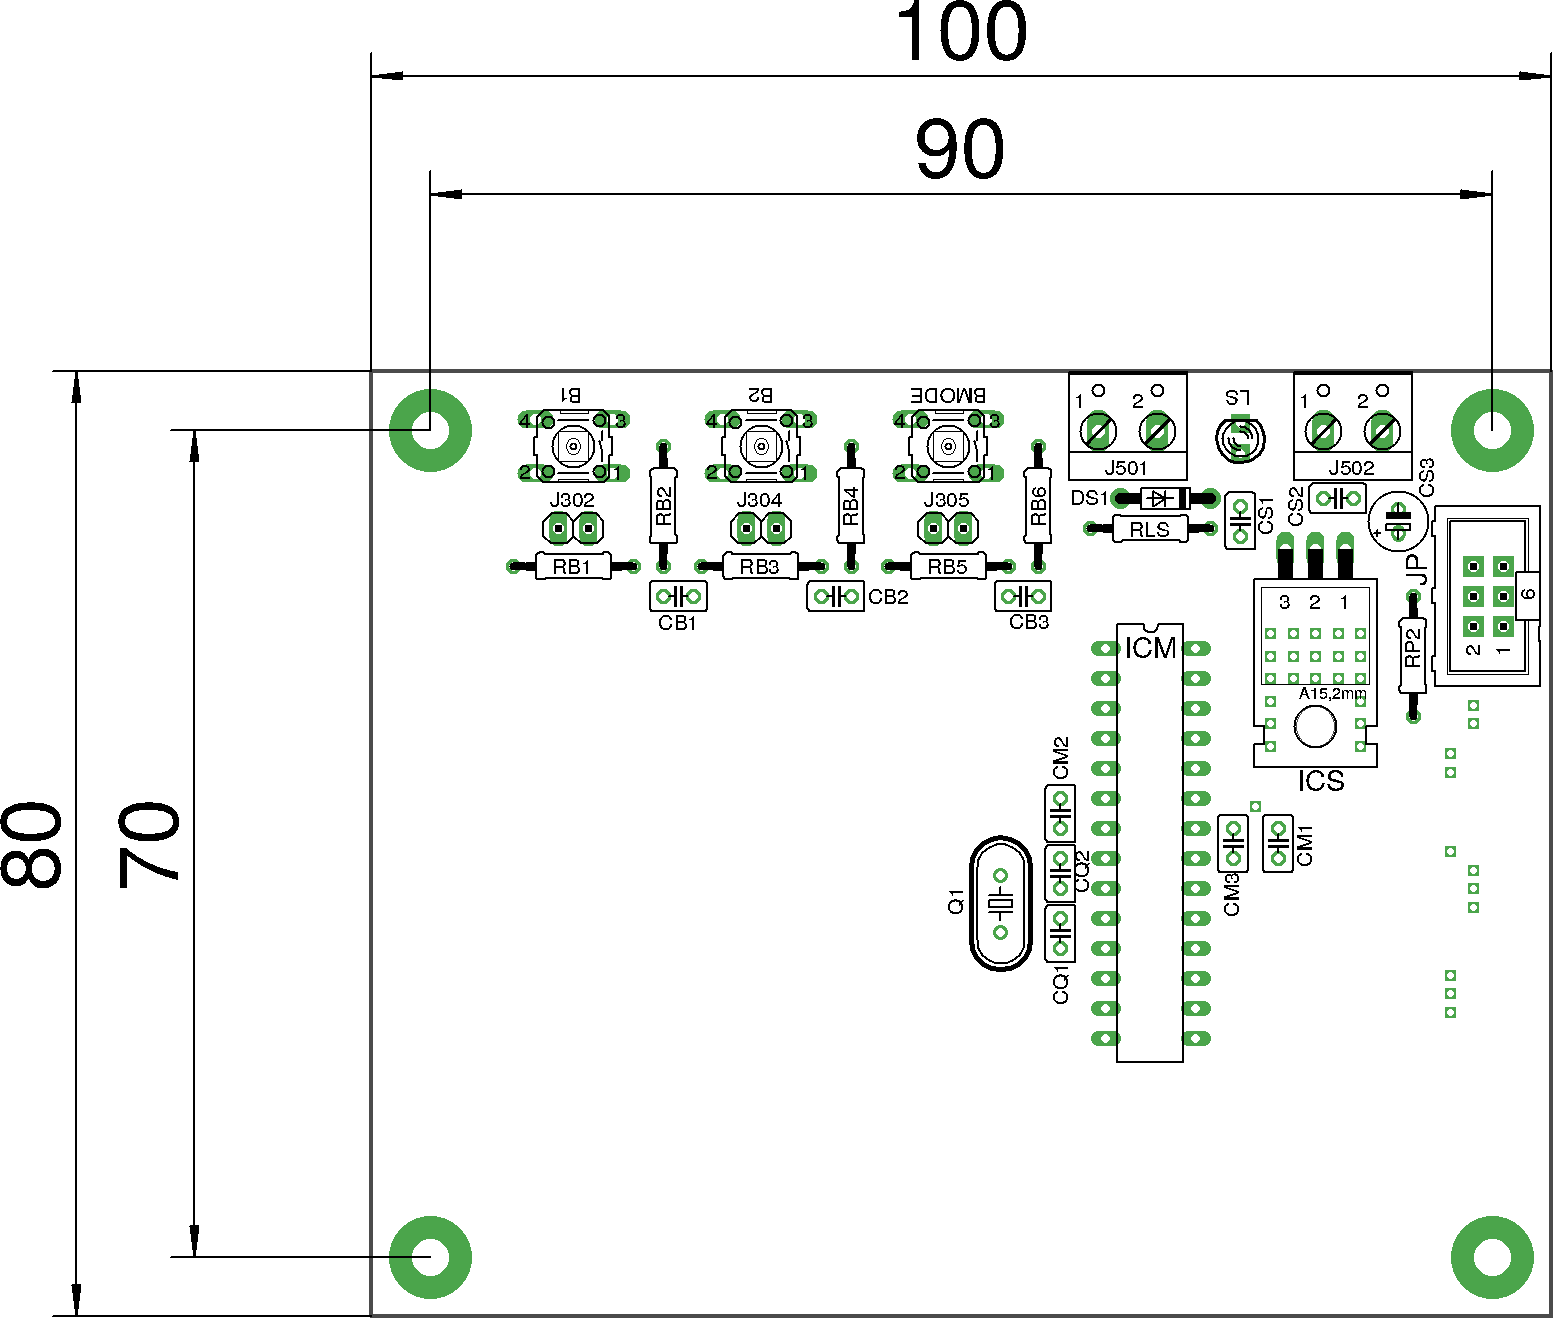 100
90
80
70
B1
B2
BMODE
LS
4 3
4 3
4 3
1 2
1 2
2 1
2 1
2 1
J501
J502
CS3
J302
J304
J305
RB2
RB4
RB6
DS1
RLS
CS1
CS2
+
RB1
RB3
RB5
JP
CB1
CB2
CB3
3 2 1
6
2 1
RP2
ICM
A15,2mm
ICS
CM2
CQ2
CM3
CM1
Q1
CQ1